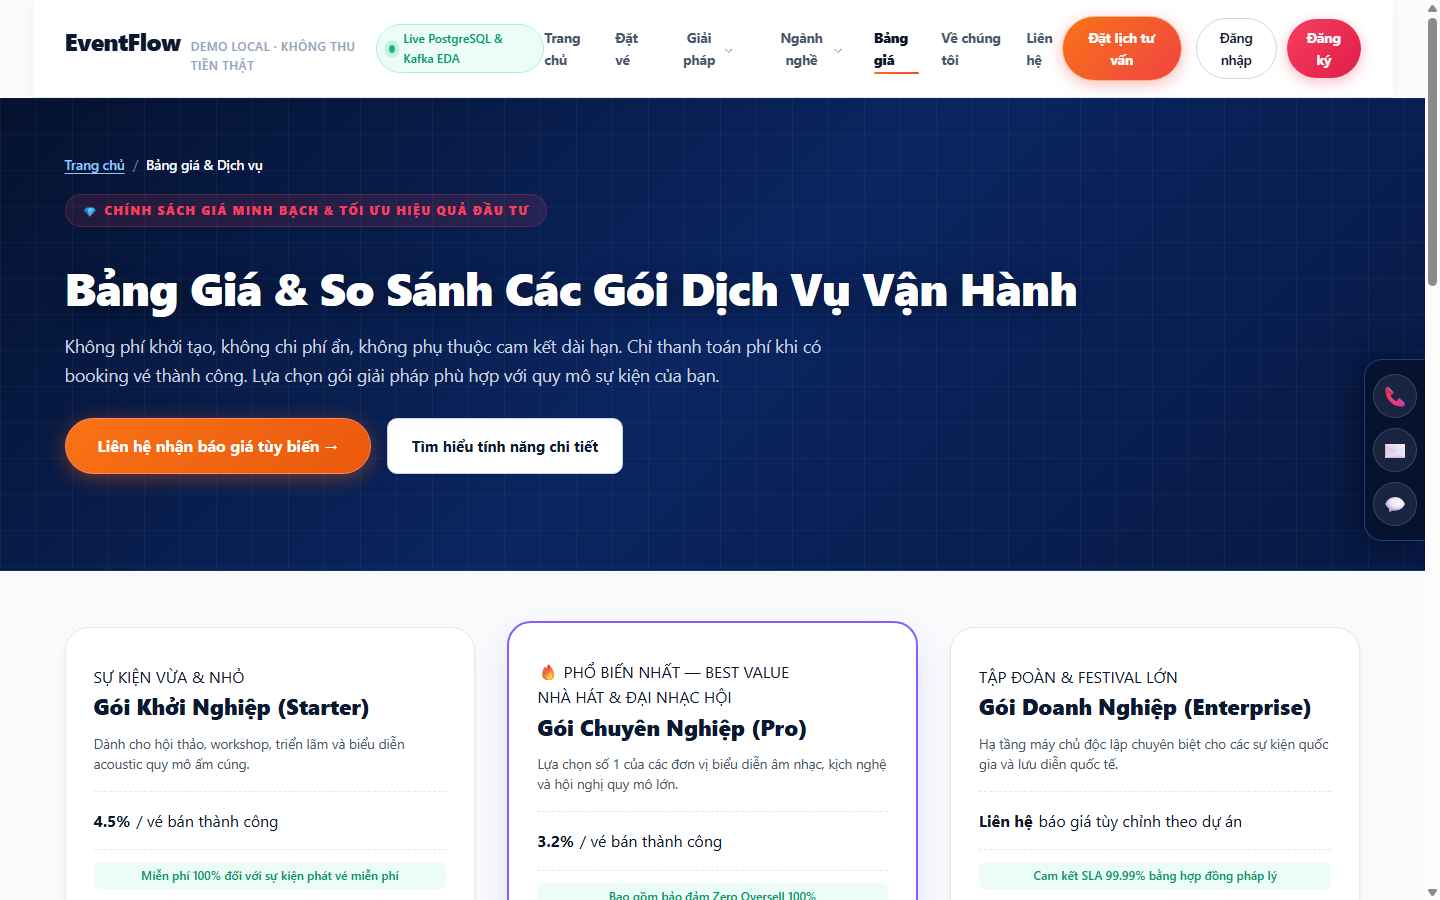 EventFlow
DEMO LOCAL · KHÔNG THU
TIỀN THẬT
Live PostgreSQL &
Kafka EDA
Trang
chủ
Đặt
vé
Giải
pháp
Ngành
nghề
Bảng
giá
Về chúng
tôi
Liên
hệ
Đặt lịch tư
vấn
Đăng
nhập
Đăng
ký
Trang chủ / Bảng giá & Dịch vụ
CHÍNH SÁCH GIÁ MINH BẠCH & TỐI ƯU HIỆU QUẢ ĐẦU TƯ
Bảng Giá & So Sánh Các Gói Dịch Vụ Vận Hành
Không phí khởi tạo, không chi phí ẩn, không phụ thuộc cam kết dài hạn. Chỉ thanh toán phí khi có
booking vé thành công. Lựa chọn gói giải pháp phù hợp với quy mô sự kiện của bạn.
Liên hệ nhận báo giá tùy biến →
Tìm hiểu tính năng chi tiết
SỰ KIỆN VỪA & NHỎ
Gói Khởi Nghiệp (Starter)
Dành cho hội thảo, workshop, triển lãm và biểu diễn
acoustic quy mô ấm cúng.
4.5% / vé bán thành công
Miễn phí 100% đối với sự kiện phát vé miễn phí
PHỔ BIẾN NHẤT — BEST VALUE
NHÀ HÁT & ĐẠI NHẠC HỘI
Gói Chuyên Nghiệp (Pro)
Lựa chọn số 1 của các đơn vị biểu diễn âm nhạc, kịch nghệ
và hội nghị quy mô lớn.
3.2% / vé bán thành công
Bao gồm bảo đảm Zero Oversell 100%
TẬP ĐOÀN & FESTIVAL LỚN
Gói Doanh Nghiệp (Enterprise)
Hạ tầng máy chủ độc lập chuyên biệt cho các sự kiện quốc
gia và lưu diễn quốc tế.
Liên hệ báo giá tùy chỉnh theo dự án
Cam kết SLA 99.99% bằng hợp đồng pháp lý